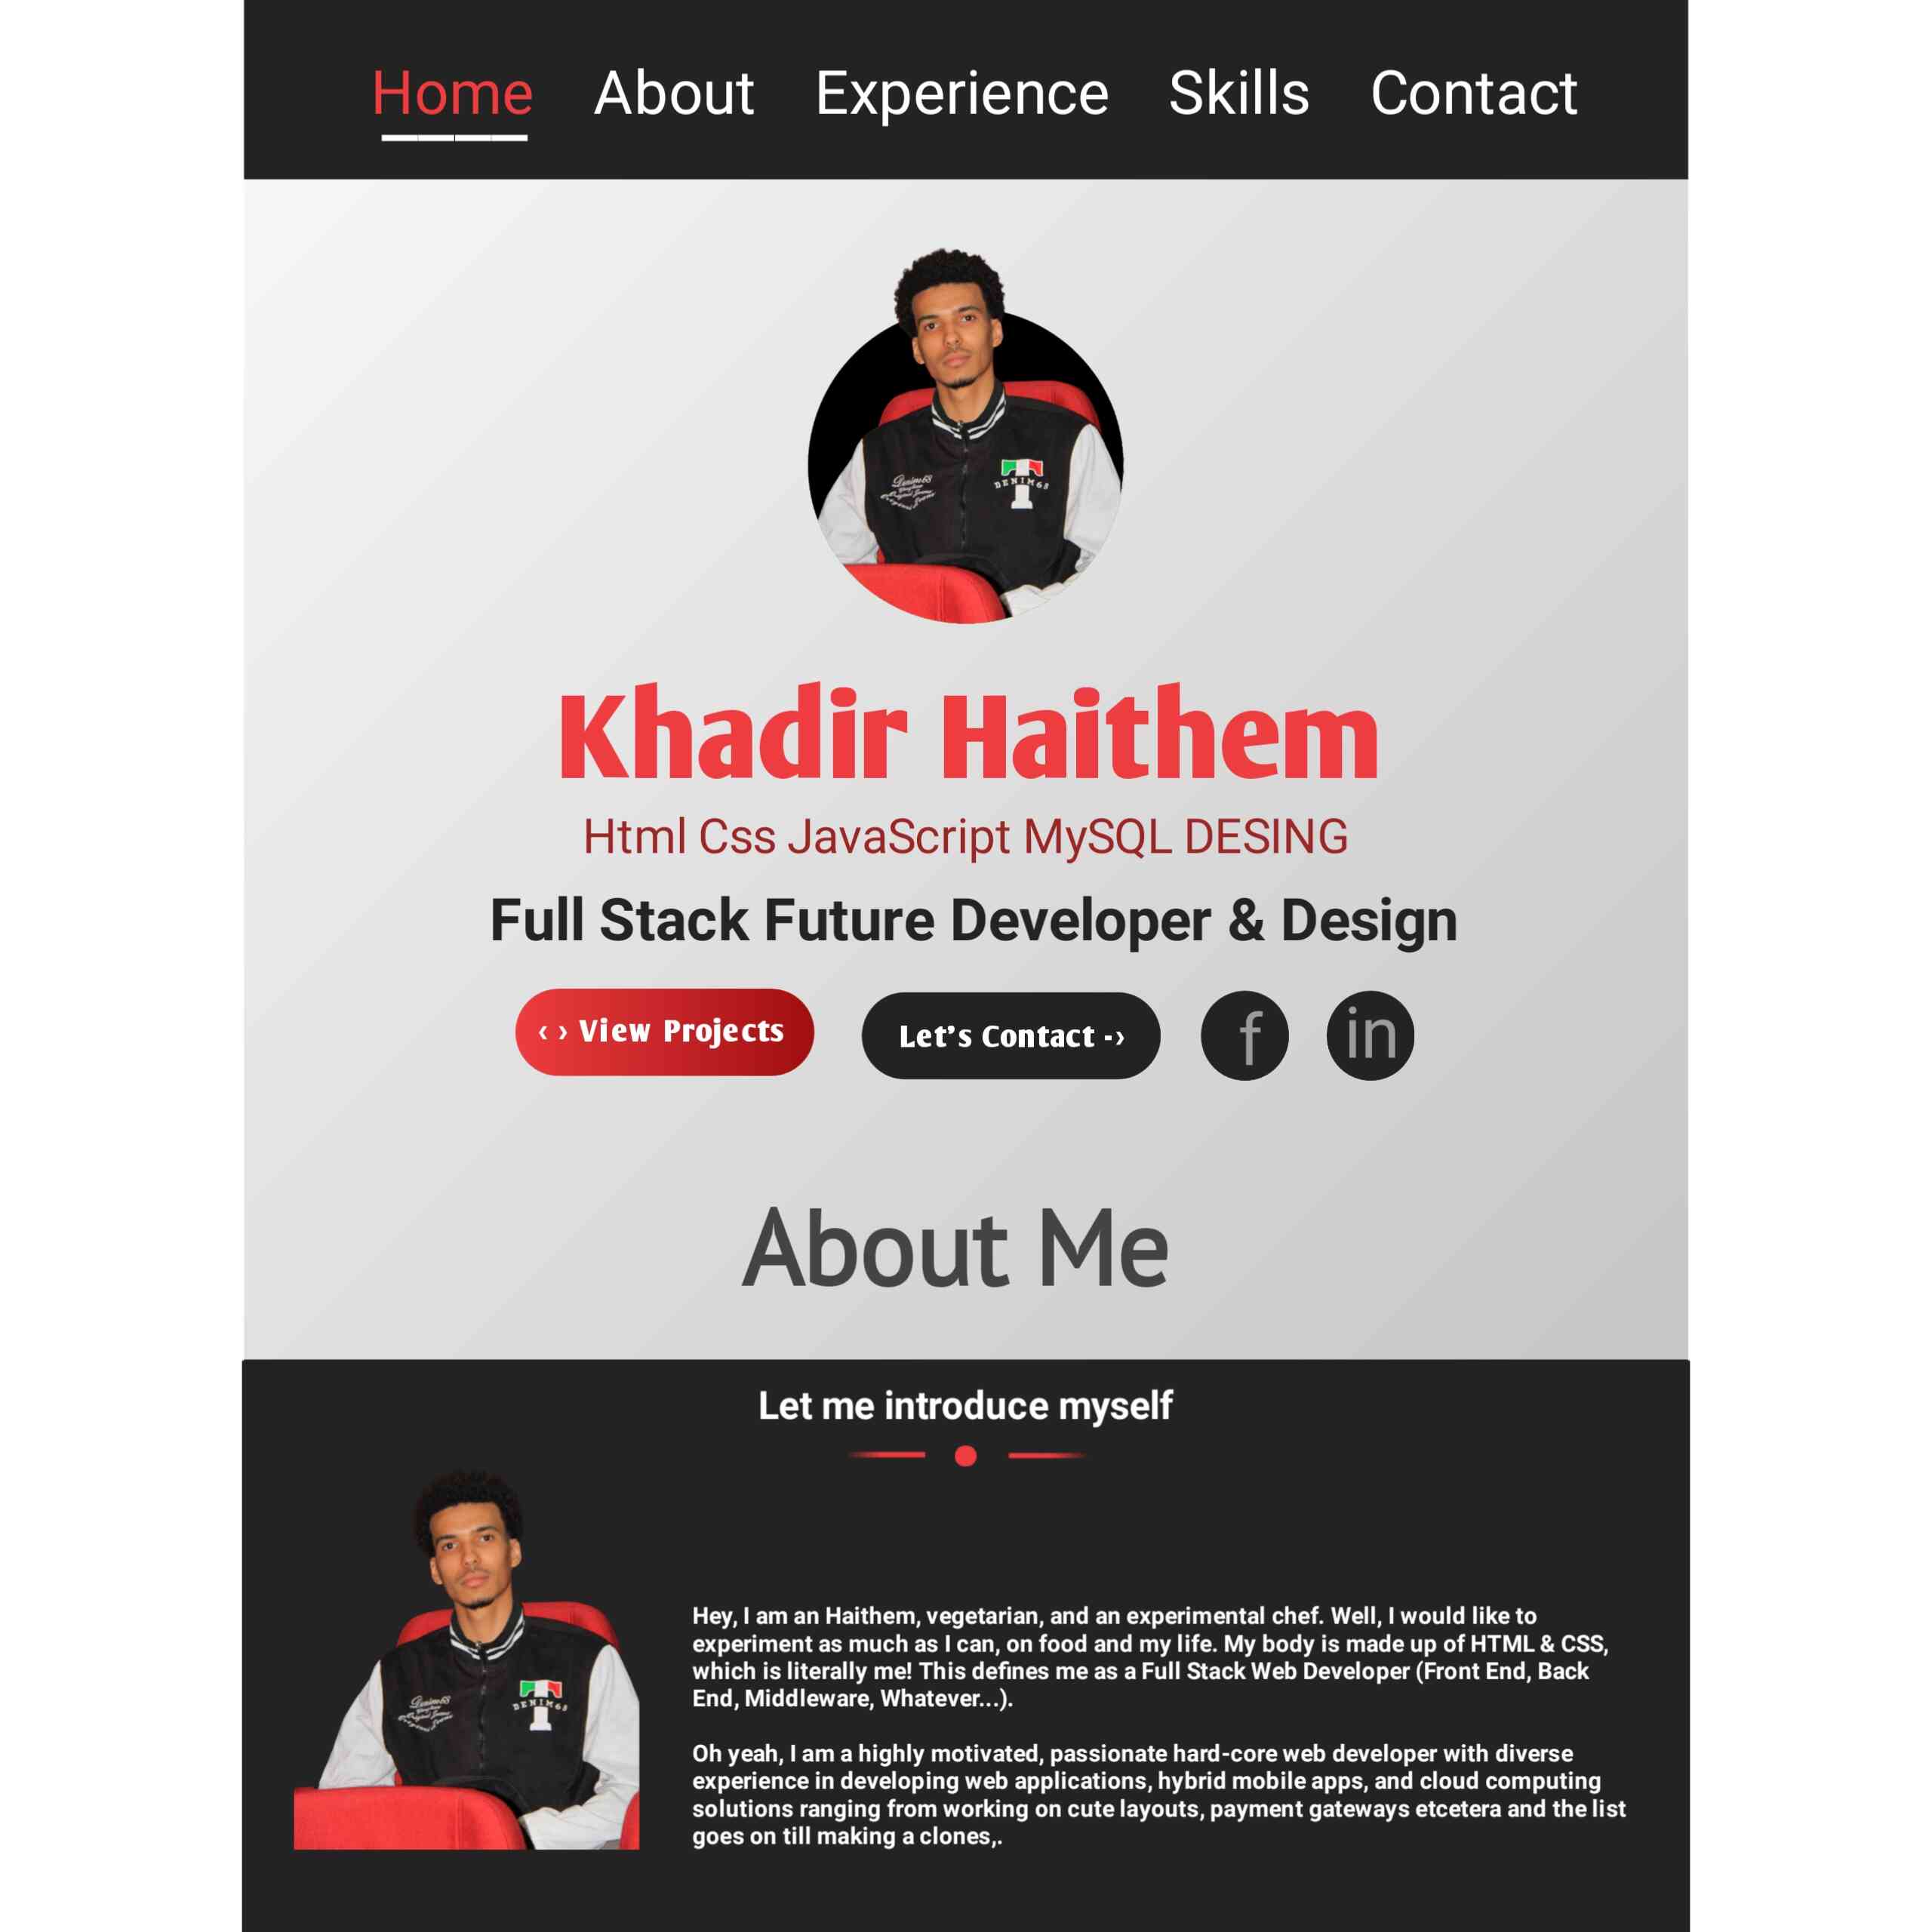 Home About Experience Skills Contact
DENIM68
T
Khadir Haithem
Html Css JavaScript MySQL DESING
Full Stack Future Developer & Design
‹ › View Projects
Let's Contact -›
f
in
About Me
Let me introduce myself
DENIM68
T
Hey, I am an Haithem, vegetarian, and an experimental chef. Well, I would like to
experiment as much as I can, on food and my life. My body is made up of HTML & CSS,
which is literally me! This defines me as a Full Stack Web Developer (Front End, Back
End, Middleware, Whatever...).
Oh yeah, I am a highly motivated, passionate hard-core web developer with diverse
experience in developing web applications, hybrid mobile apps, and cloud computing
solutions ranging from working on cute layouts, payment gateways etcetera and the list
goes on till making a clones,.